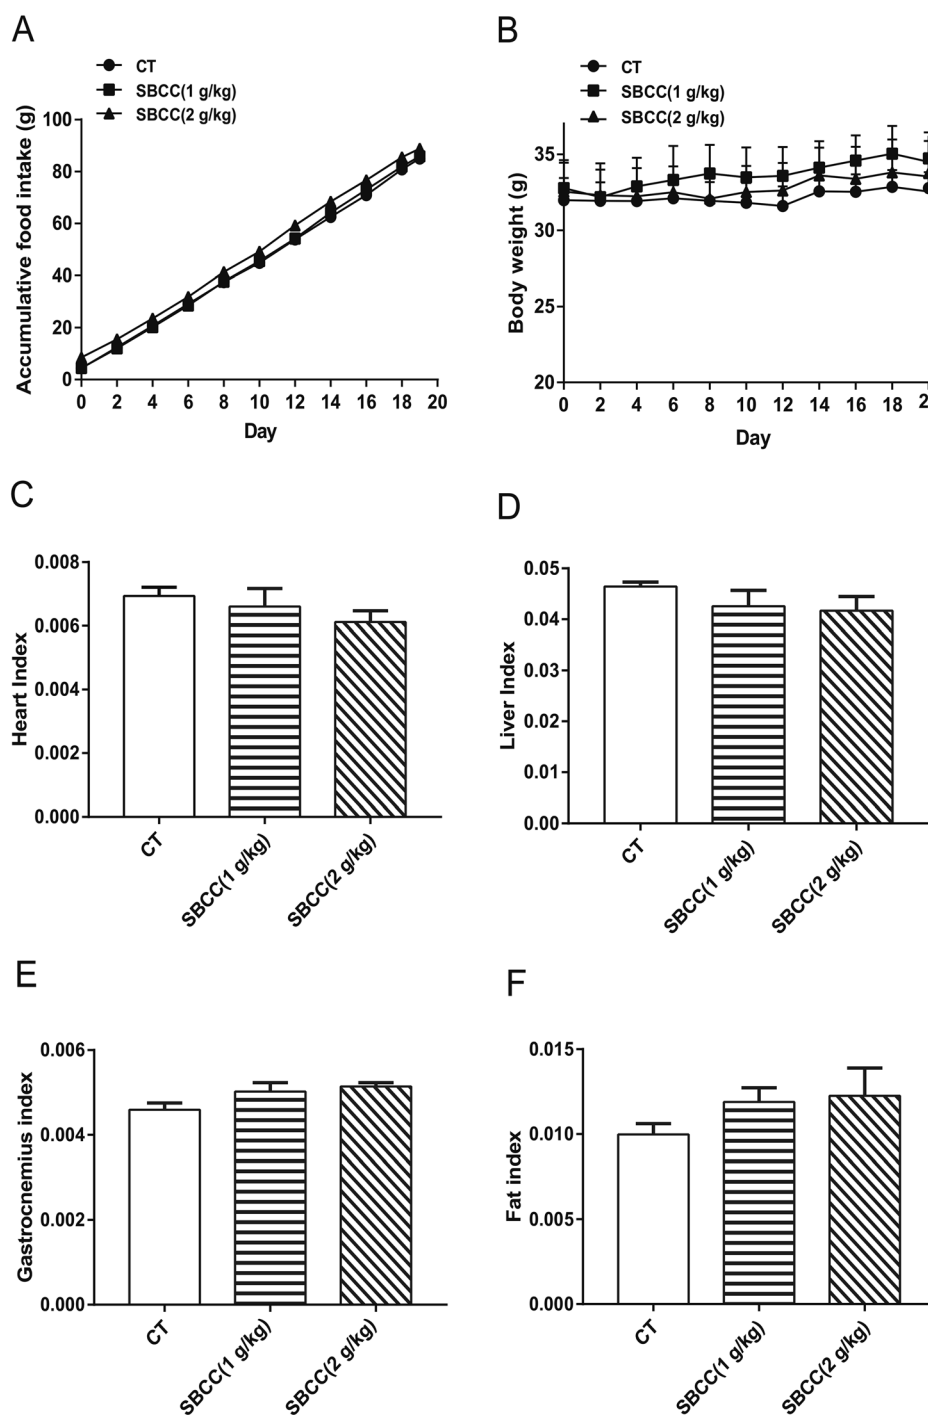 A
CT
SBCC(1 g/kg)
SBCC(2 g/kg)
Accumulative food intake (g)
100
80
60
40
20
0
0 2 4 6 8 10 12 14 16 18 20
Day
B
CT
SBCC(1 g/kg)
SBCC(2 g/kg)
Body weight (g)
35
30
25
20
0 2 4 6 8 10 12 14 16 18 2
Day
C
Heart Index
0.008
0.006
0.004
0.002
0.000
CT
SBCC(1 g/kg)
SBCC(2 g/kg)
D
Liver Index
0.05
0.04
0.03
0.02
0.01
0.00
CT
SBCC(1 g/kg)
SBCC(2 g/kg)
E
Gastrocnemius index
0.006
0.004
0.002
0.000
CT
SBCC(1 g/kg)
SBCC(2 g/kg)
F
Fat index
0.015
0.010
0.005
0.000
CT
SBCC(1 g/kg)
SBCC(2 g/kg)